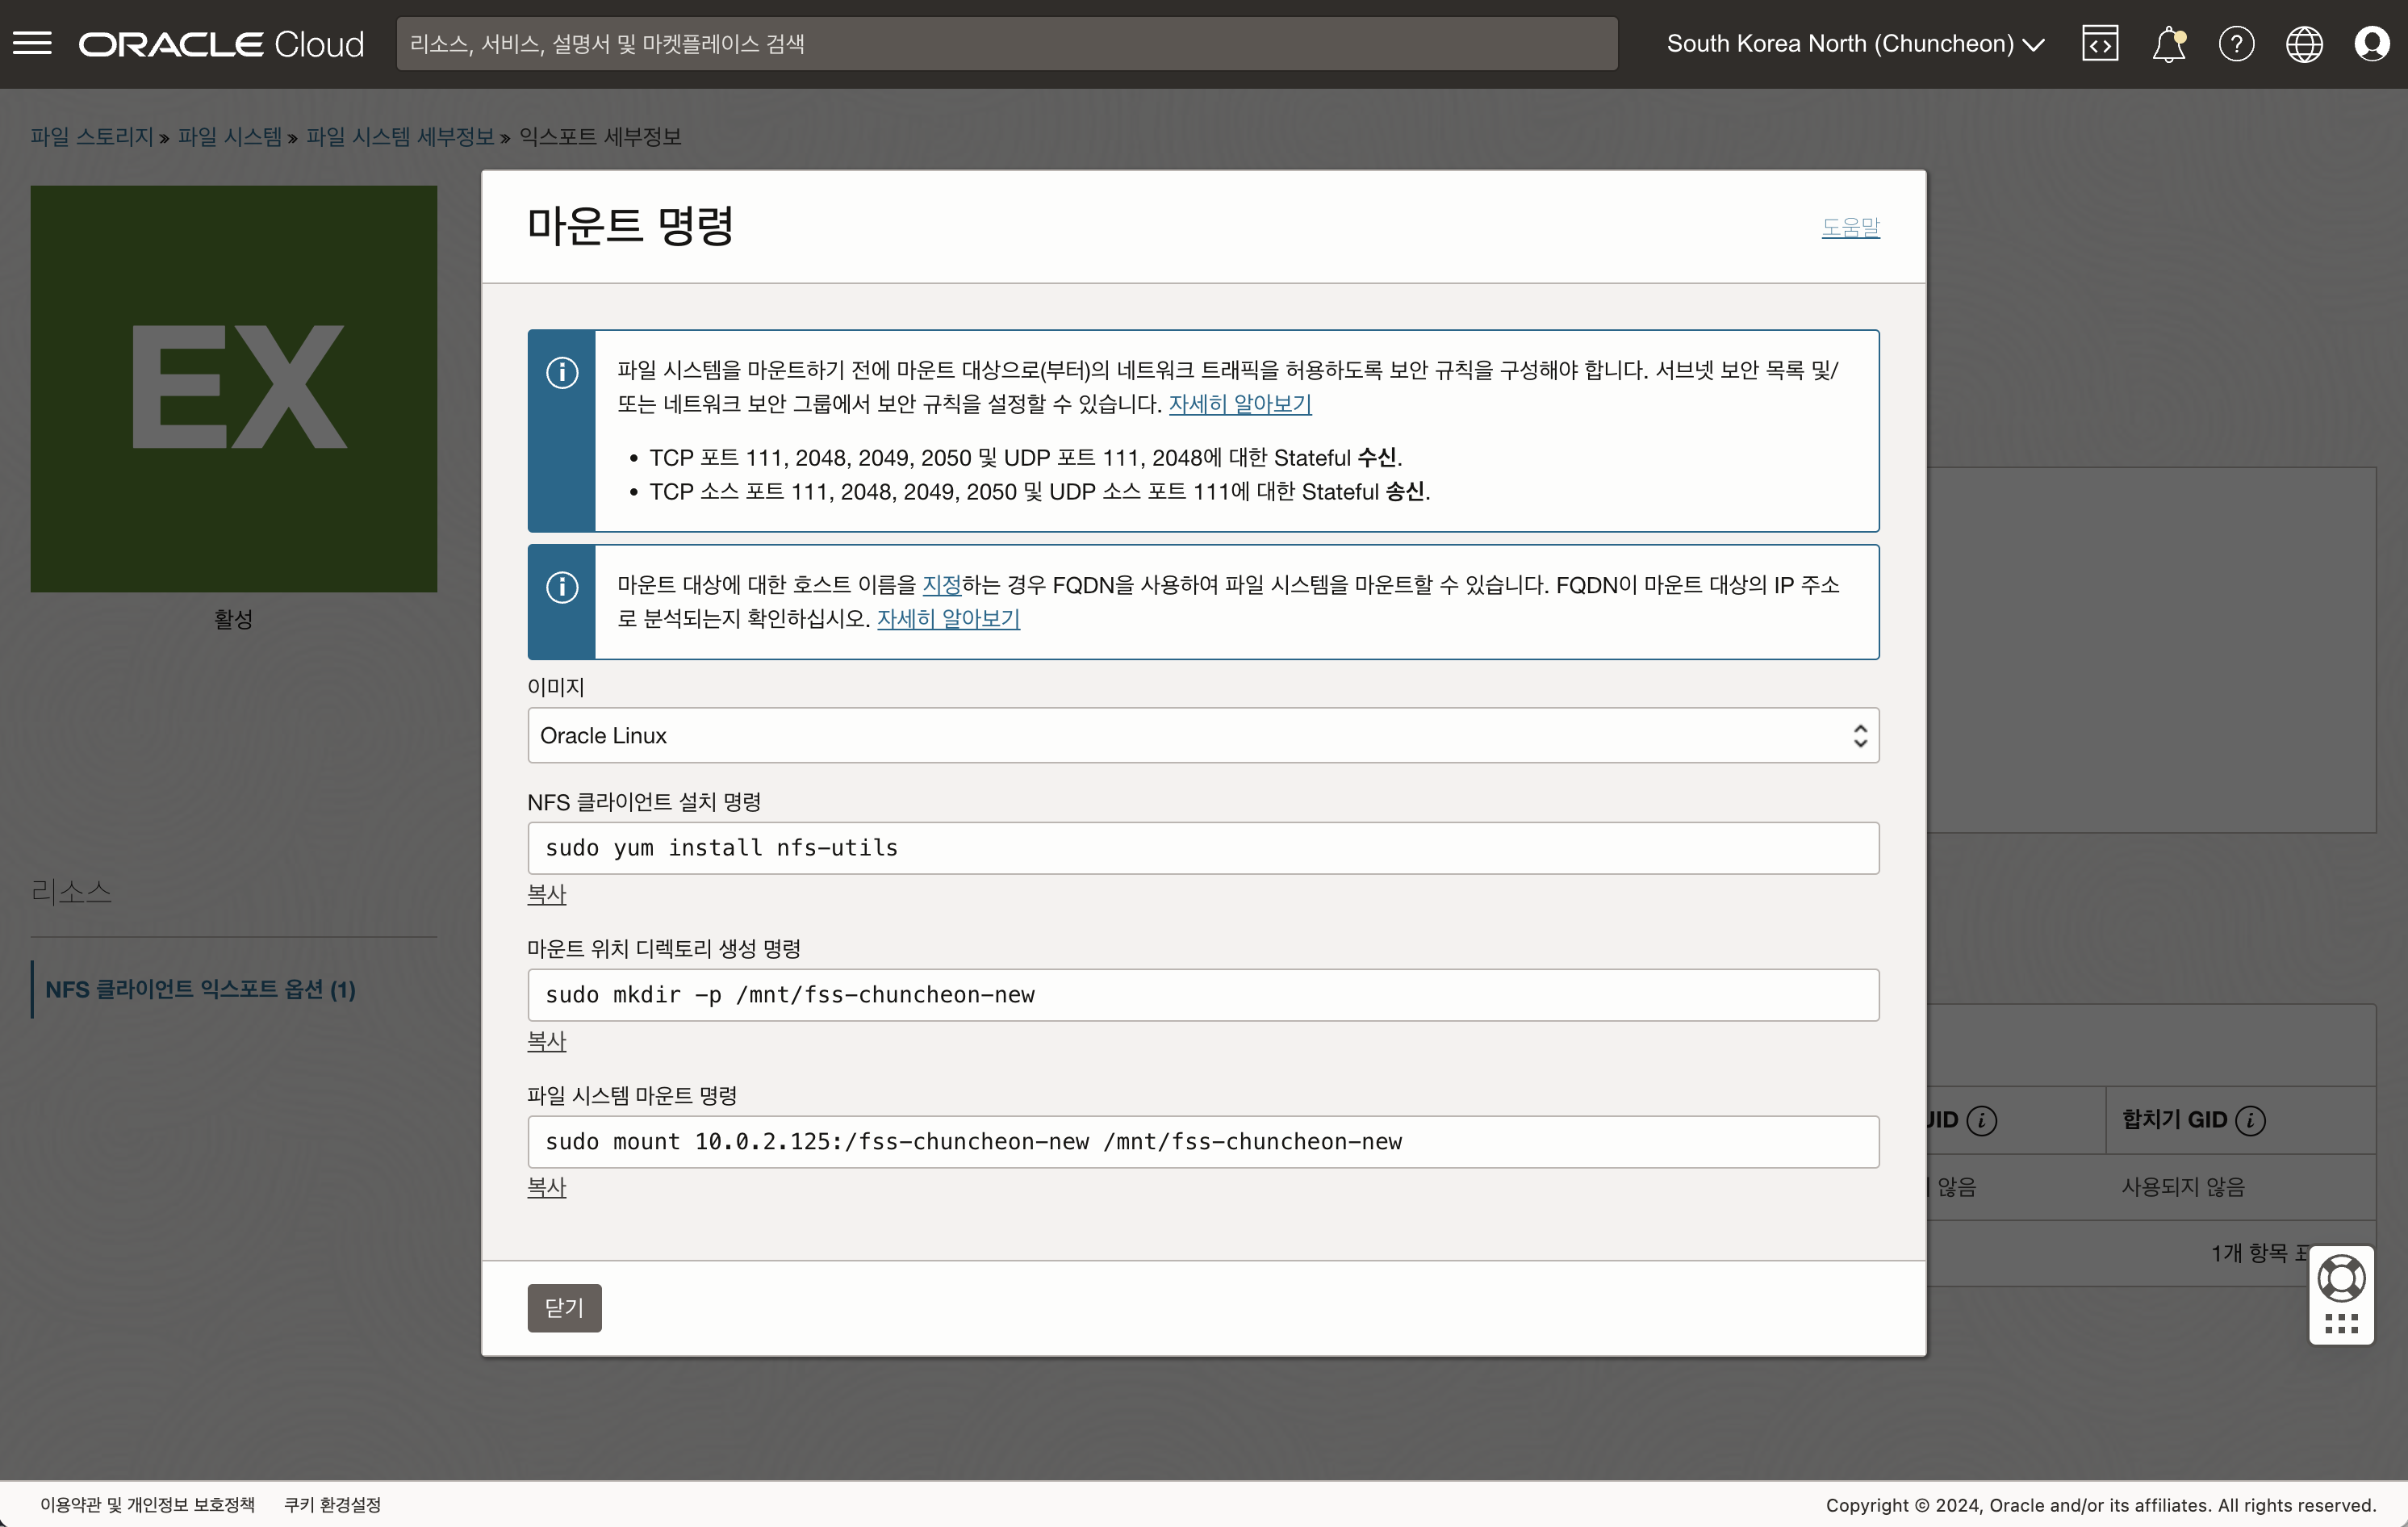 ORACLE Cloud
리소스, 서비스, 설명서 및 마켓플레이스 검색
South Korea North (Chuncheon)
파일 스토리지 » 파일 시스템 » 파일 시스템 세부정보 » 익스포트 세부정보
EX
활성
리소스
NFS 클라이언트 익스포트 옵션 (1)
마운트 명령
도움말
파일 시스템을 마운트하기 전에 마운트 대상으로(부터)의 네트워크 트래픽을 허용하도록 보안 규칙을 구성해야 합니다. 서브넷 보안 목록 및/
또는 네트워크 보안 그룹에서 보안 규칙을 설정할 수 있습니다. 자세히 알아보기
• TCP 포트 111, 2048, 2049, 2050 및 UDP 포트 111, 2048에 대한 Stateful 수신.
• TCP 소스 포트 111, 2048, 2049, 2050 및 UDP 소스 포트 111에 대한 Stateful 송신.
마운트 대상에 대한 호스트 이름을 지정하는 경우 FQDN을 사용하여 파일 시스템을 마운트할 수 있습니다. FQDN이 마운트 대상의 IP 주소
로 분석되는지 확인하십시오. 자세히 알아보기
이미지
Oracle Linux
NFS 클라이언트 설치 명령
sudo yum install nfs-utils
복사
마운트 위치 디렉토리 생성 명령
sudo mkdir -p /mnt/fss-chuncheon-new
복사
파일 시스템 마운트 명령
sudo mount 10.0.2.125:/fss-chuncheon-new /mnt/fss-chuncheon-new
복사
닫기
합치기 GID
않음
사용되지 않음
1개 항목
이용약관 및 개인정보 보호정책
쿠키 환경설정
Copyright © 2024, Oracle and/or its affiliates. All rights reserved.